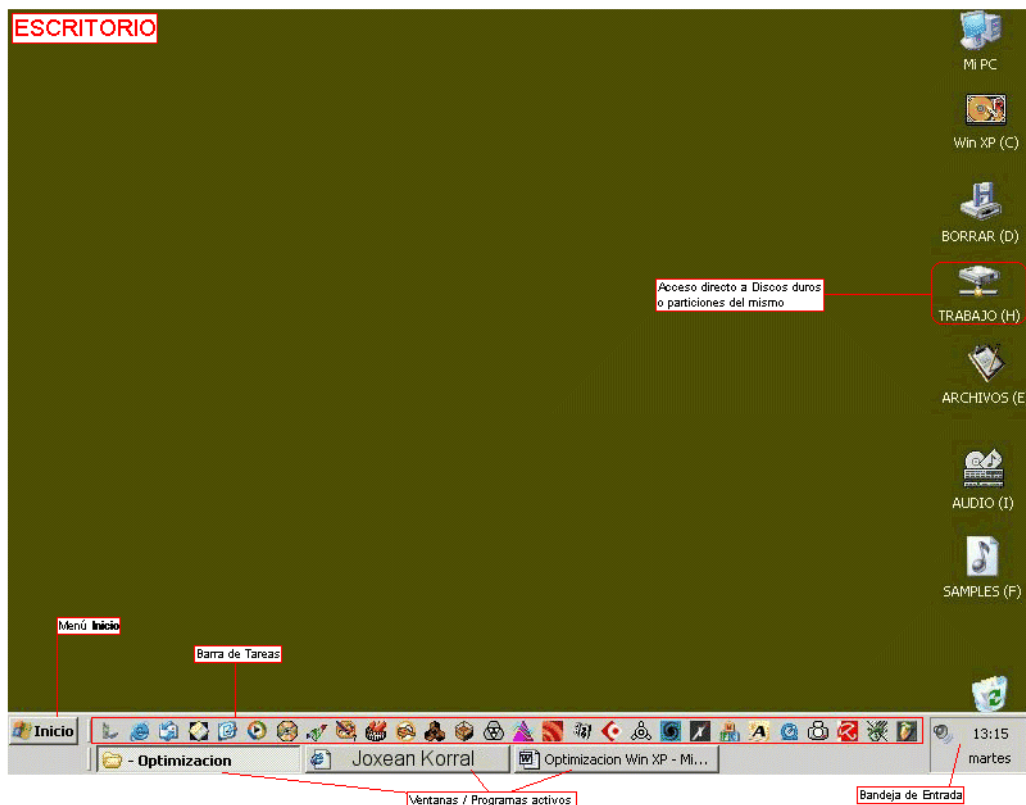 ESCRITORIO
Mi PC
Win XP (C)
BORRAR (D)
Acceso directo a Discos duros
o particiones del mismo
TRABAJO (H)
ARCHIVOS (E
AUDIO (I)
SAMPLES (F)
Menú Inicio
Barra de Tareas
Inicio
13:15
- Optimizacion
Joxean Korral
Optimizacion Win XP - Mi...
martes
Ventanas / Programas activos
Bandeja de Entrada